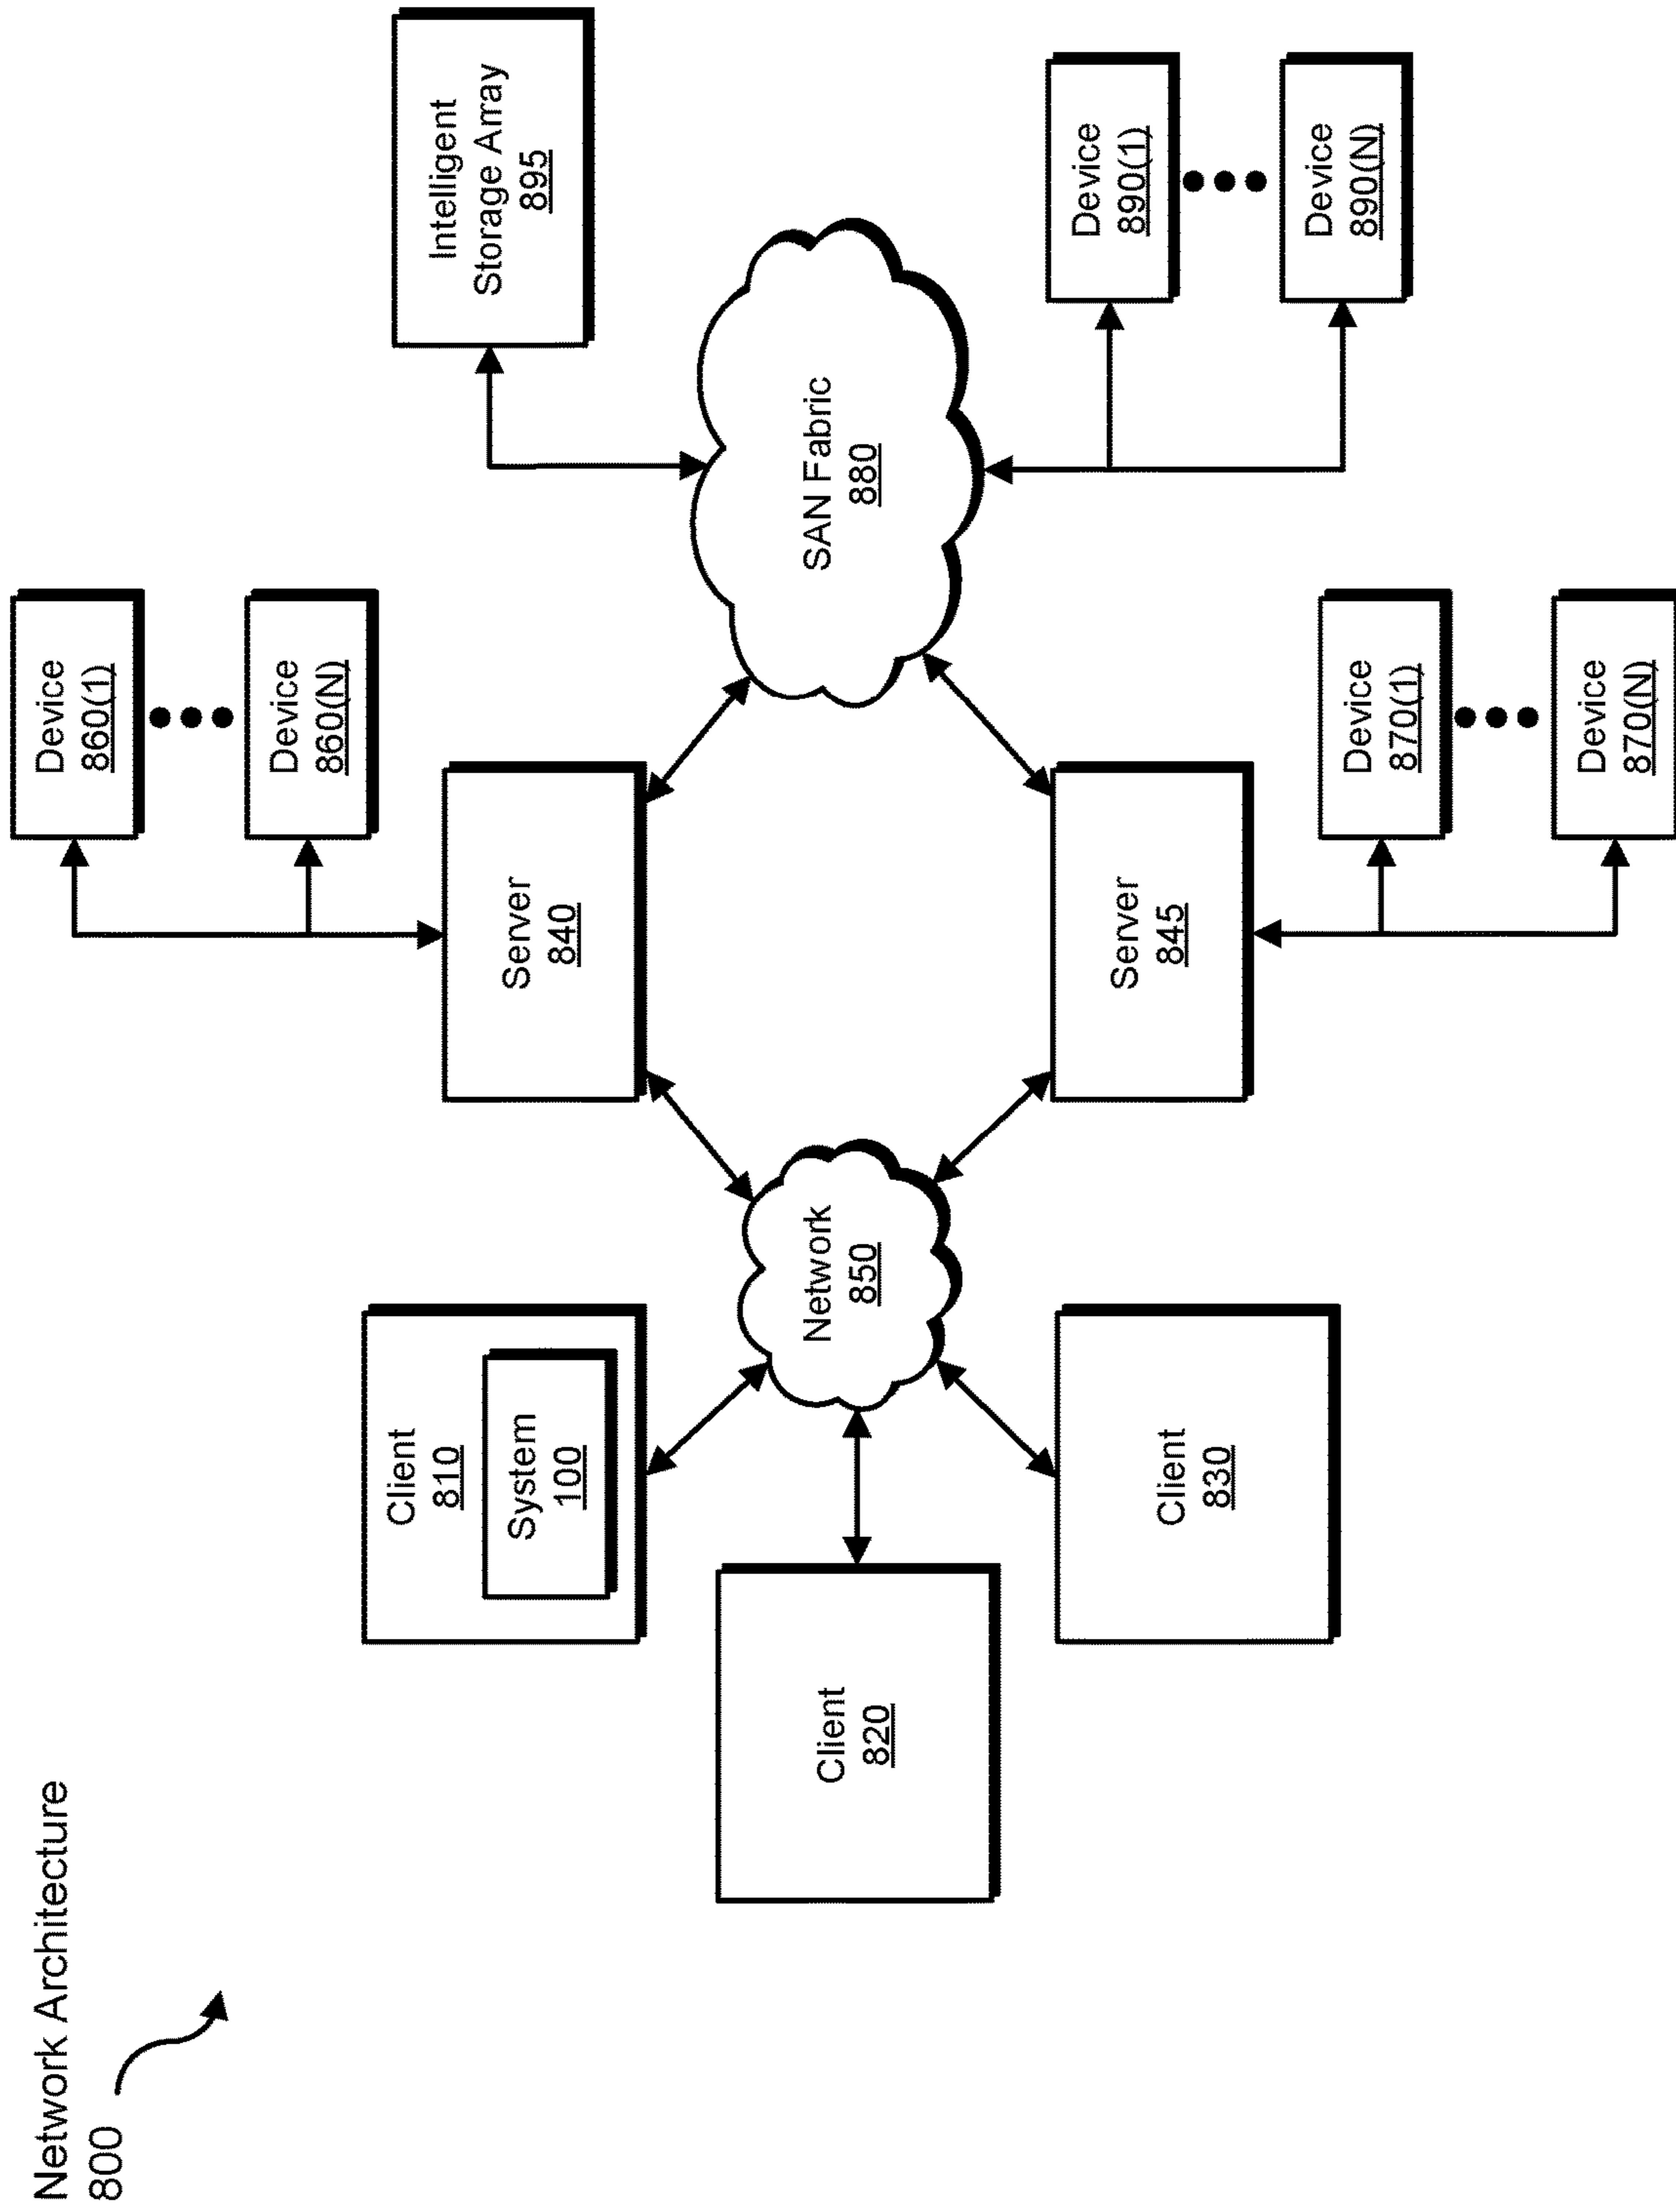 Network Architecture
800
Client
810
System
100
Client
820
Client
830
Network
850
Server
840
Server
845
Device
860(1)
Device
860(N)
Device
870(1)
Device
870(N)
SAN Fabric
880
Intelligent
Storage Array
895
Device
890(1)
Device
890(N)